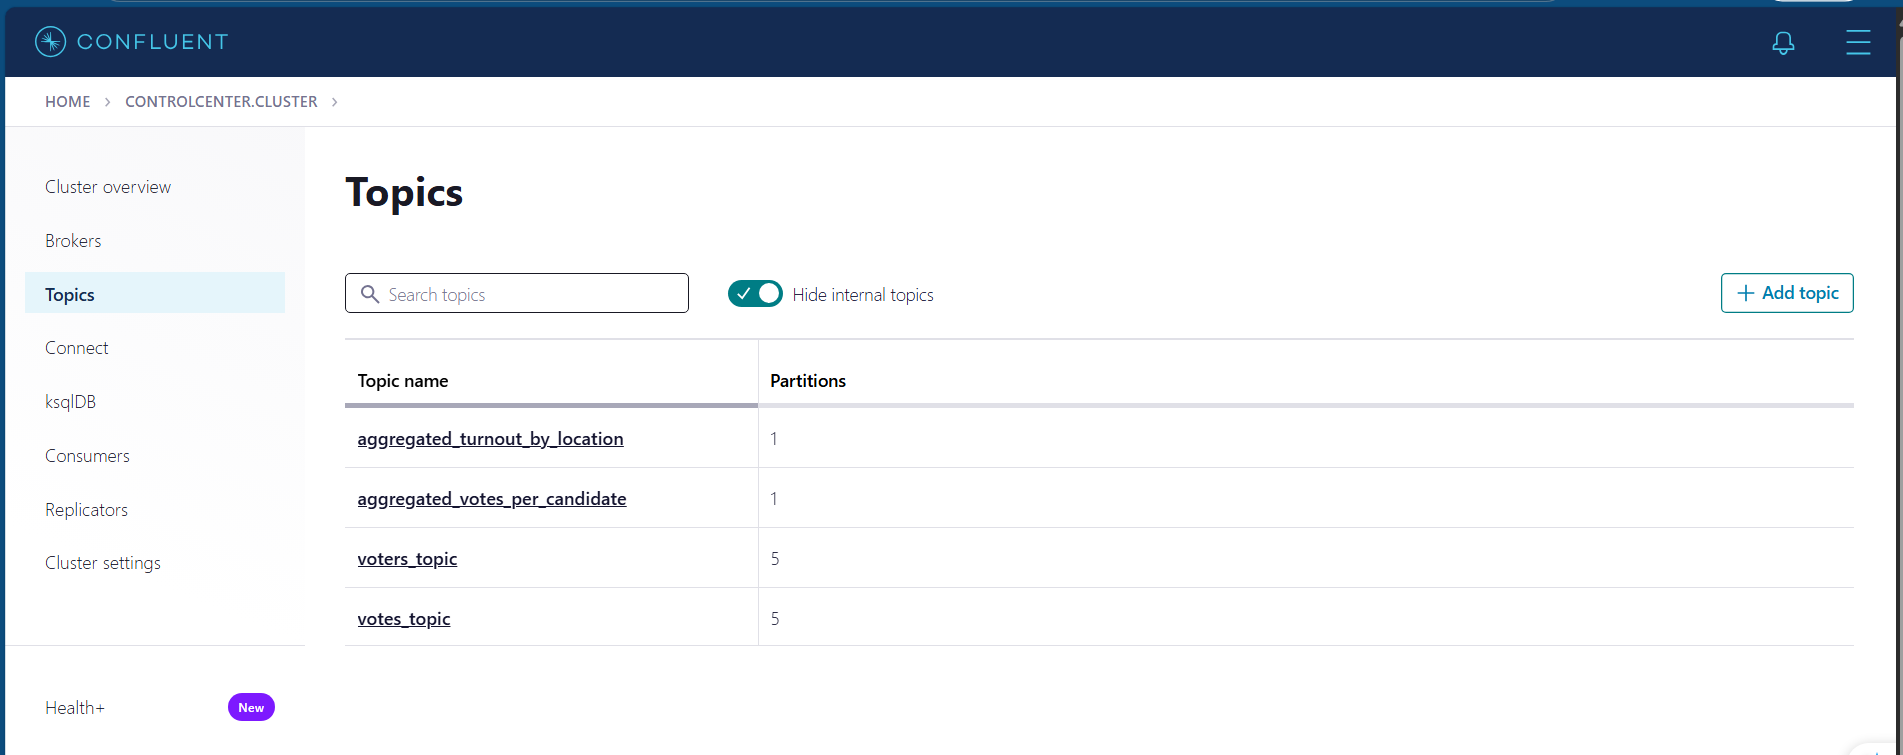 CONFLUENT
HOME > CONTROLCENTER.CLUSTER >
Cluster overview
Brokers
Topics
Connect
ksqlDB
Consumers
Replicators
Cluster settings
Health+ New
Topics
Search topics
Hide internal topics
+ Add topic
Topic name Partitions
aggregated_turnout_by_location 1
aggregated_votes_per_candidate 1
voters_topic 5
votes_topic 5